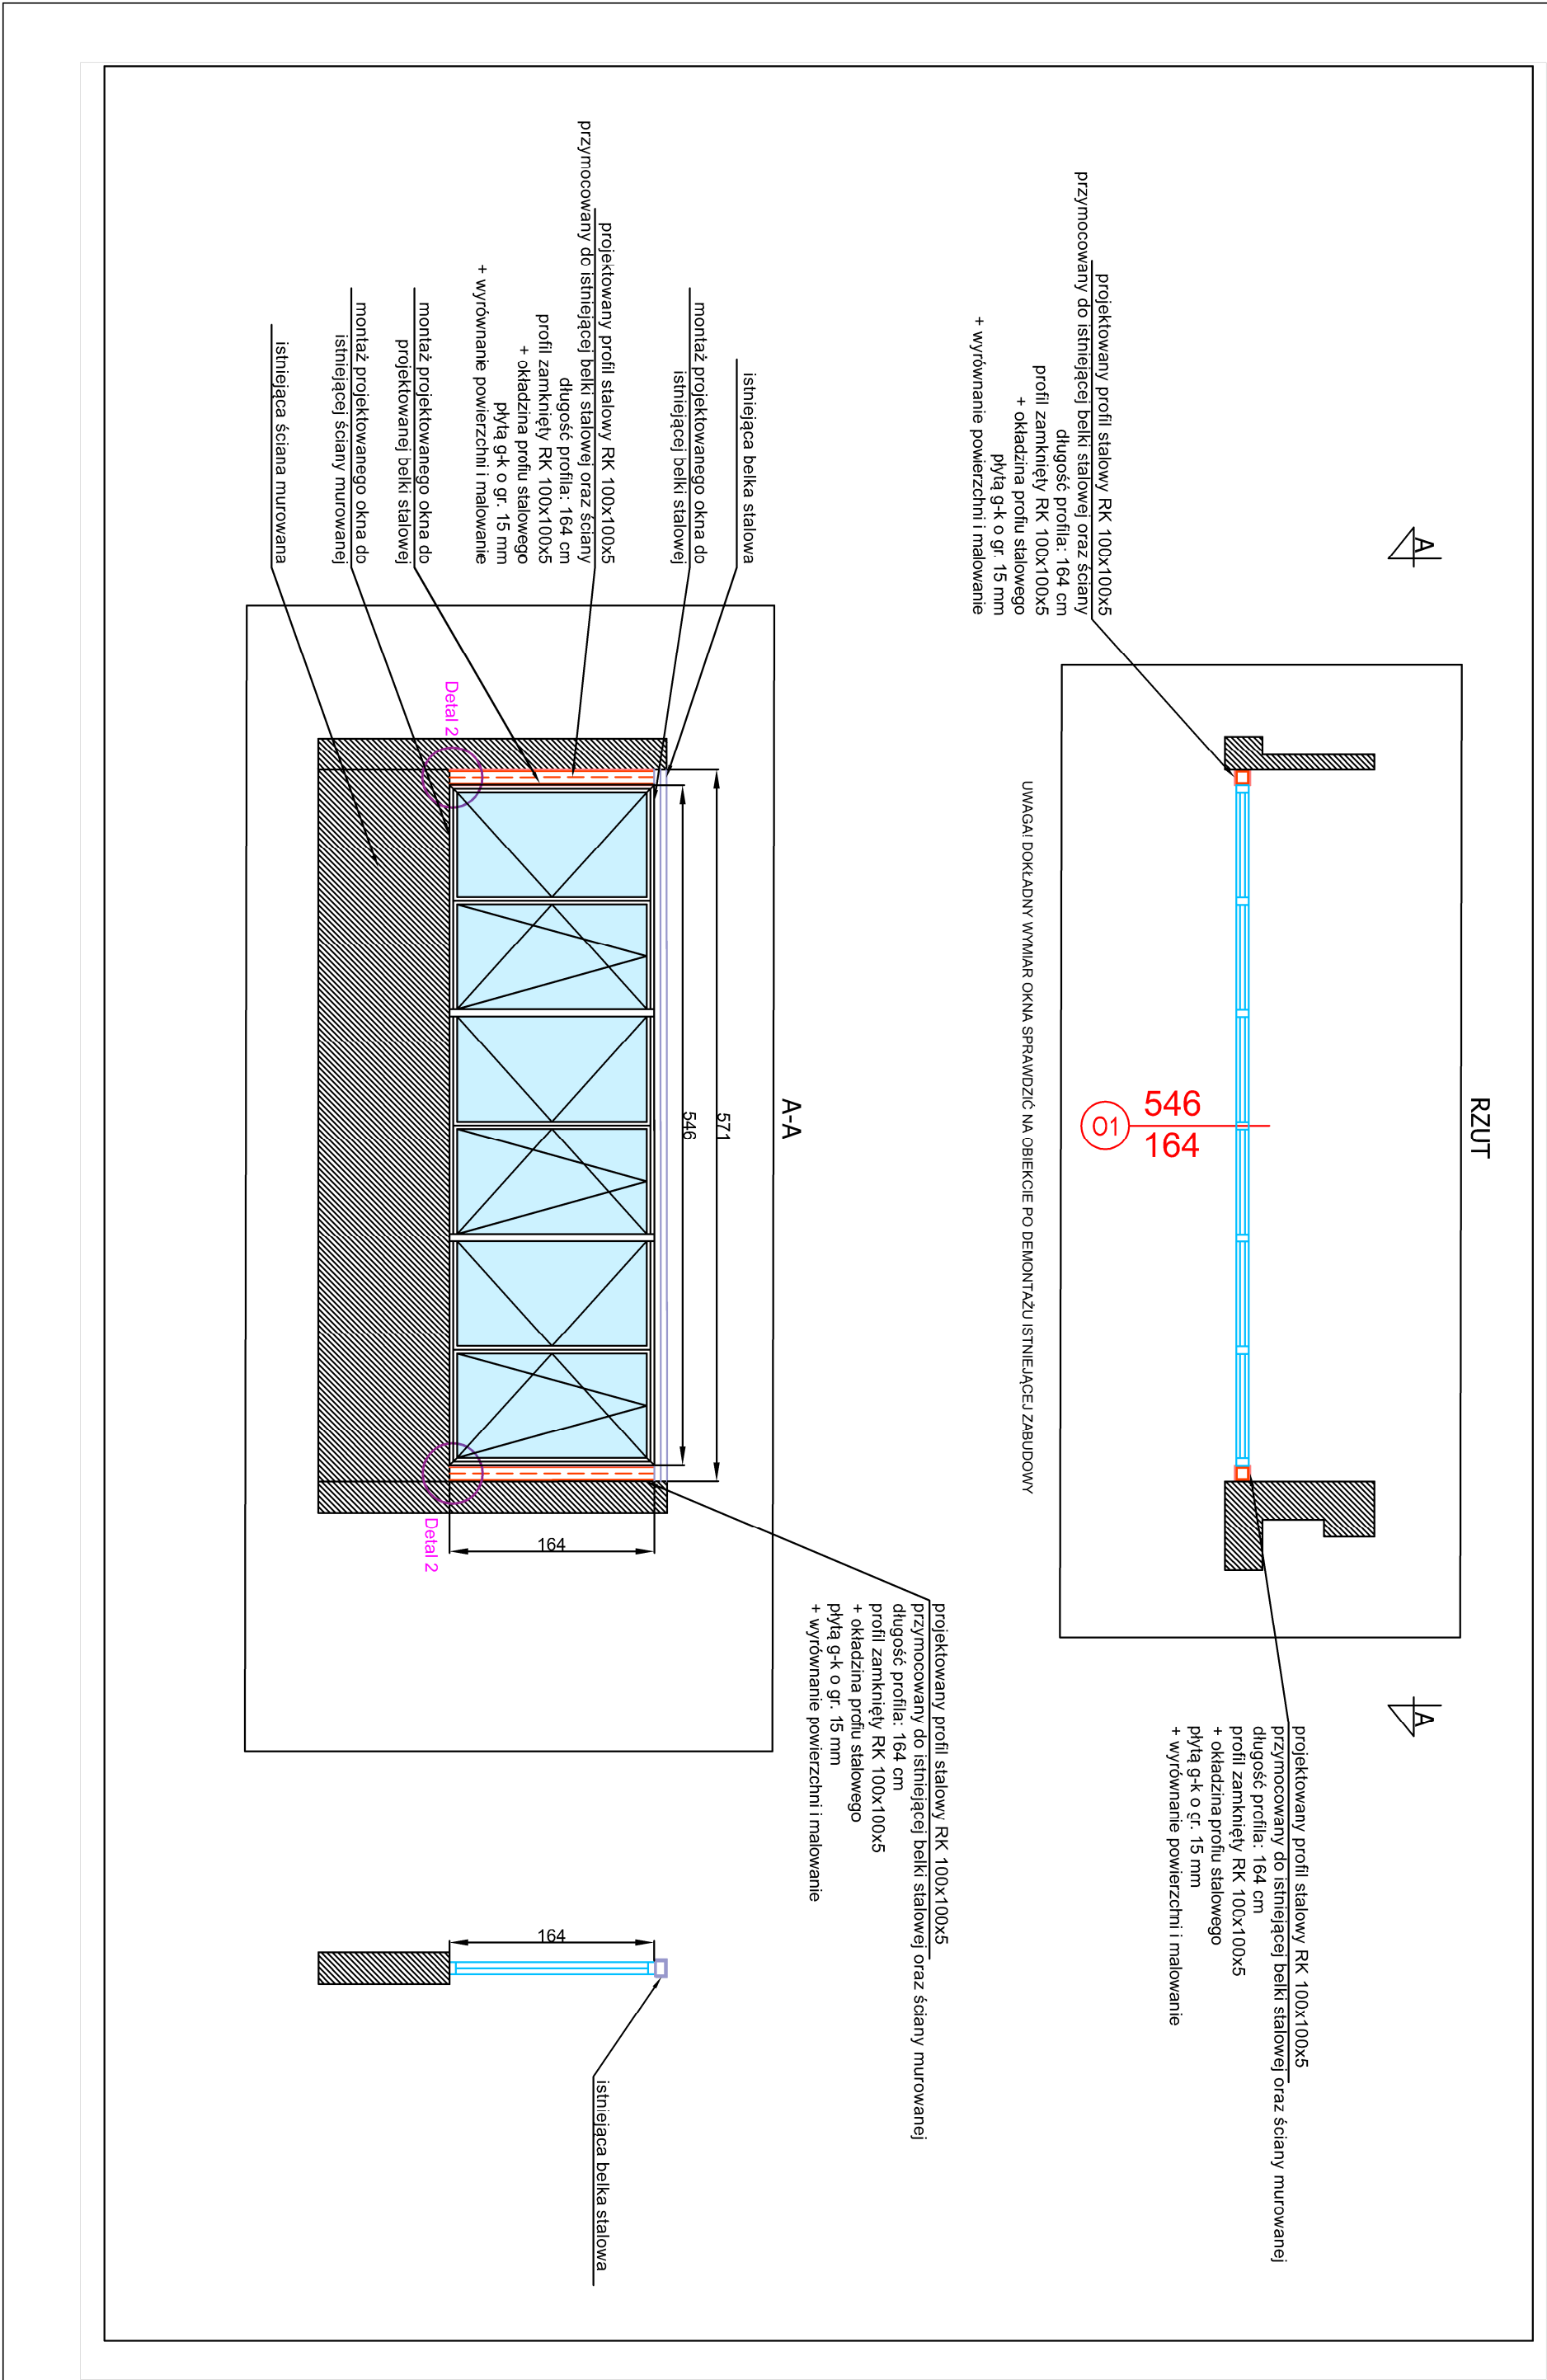 RZUT
A
A
projektowany profil stalowy RK 100x100x5
przymocowany do istniejącej belki stalowej oraz ściany
długość profila: 164 cm
profil zamknięty RK 100x100x5
+ okładzina profiu stalowego
płytą g-k o gr. 15 mm
+ wyrównanie powierzchni i malowanie
546
164
O1
projektowany profil stalowy RK 100x100x5
przymocowany do istniejącej belki stalowej oraz ściany murowanej
długość profila: 164 cm
profil zamknięty RK 100x100x5
+ okładzina profiu stalowego
płytą g-k o gr. 15 mm
+ wyrównanie powierzchni i malowanie
UWAGA! DOKŁADNY WYMIAR OKNA SPRAWDZIĆ NA OBIEKCIE PO DEMONTAŻU ISTNIEJĄCEJ ZABUDOWY
A-A
istniejąca belka stalowa
montaż projektowanego okna do
istniejącej belki stalowej
projektowany profil stalowy RK 100x100x5
przymocowany do istniejącej belki stalowej oraz ściany
długość profila: 164 cm
profil zamknięty RK 100x100x5
+ okładzina profiu stalowego
płytą g-k o gr. 15 mm
+ wyrównanie powierzchni i malowanie
montaż projektowanego okna do
projektowanej belki stalowej
montaż projektowanego okna do
istniejącej ściany murowanej
istniejąca ściana murowana
571
546
164
Detal 2
Detal 2
projektowany profil stalowy RK 100x100x5
przymocowany do istniejącej belki stalowej oraz ściany murowanej
długość profila: 164 cm
profil zamknięty RK 100x100x5
+ okładzina profiu stalowego
płytą g-k o gr. 15 mm
+ wyrównanie powierzchni i malowanie
164
istniejąca belka stalowa